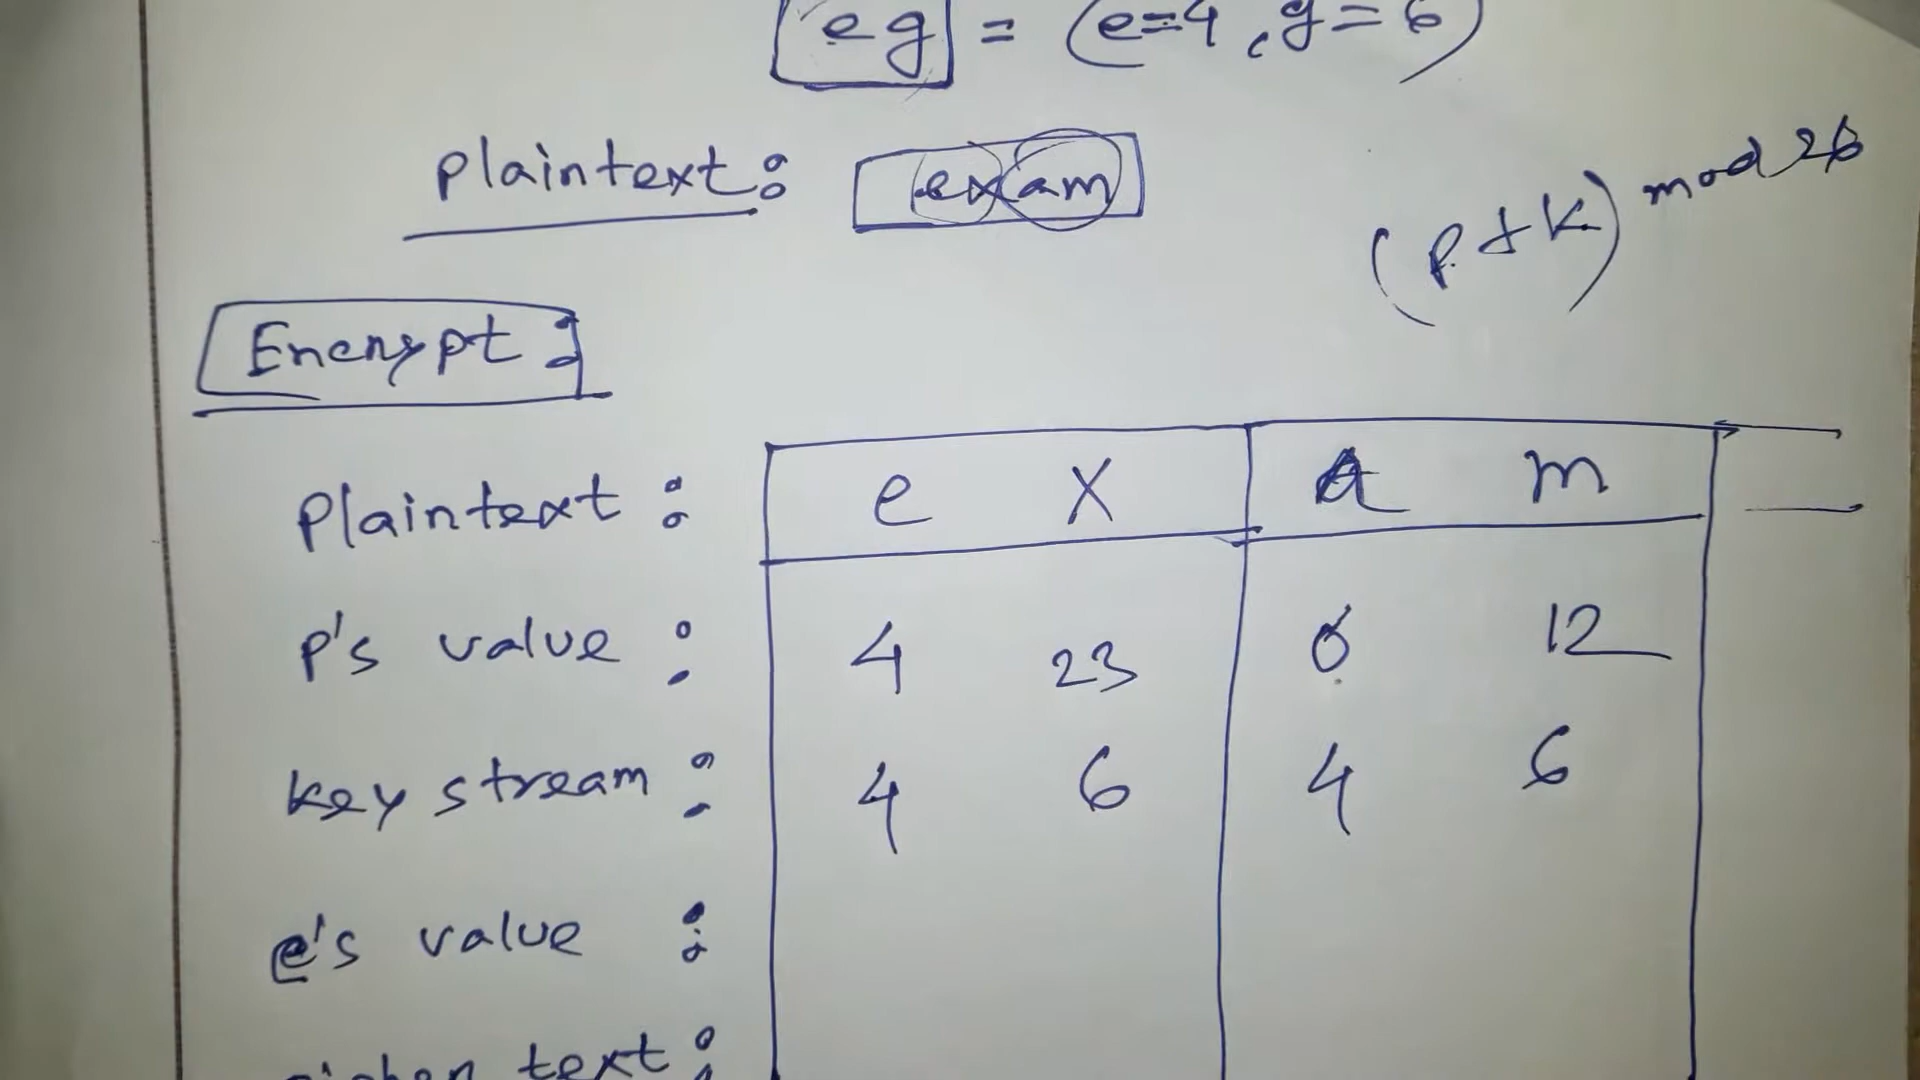 eg = (e=4, g=6)
plaintext: exam
(P+K) mod 26
Encrypt:
Plaintext: e x a m
p's value: 4 23 0 12
key stream: 4 6 4 6
c's value:
cipher text: